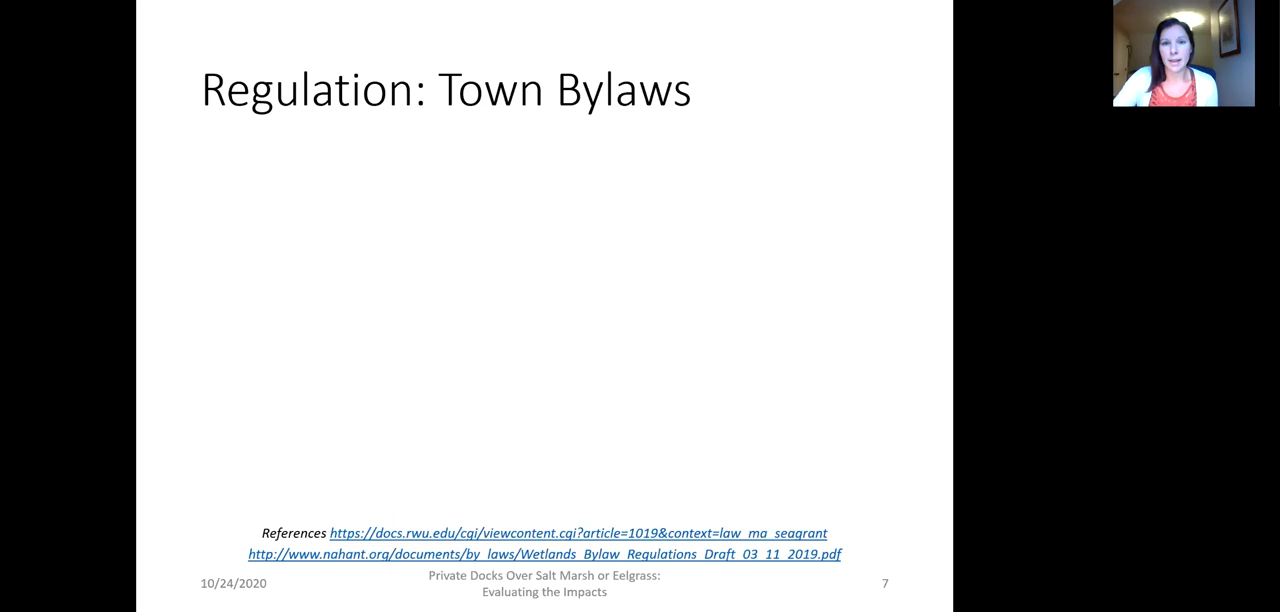 Regulation: Town Bylaws
References https://docs.rwu.edu/cgi/viewcontent.cgi?article=1019&context=law_ma_seagrant
http://www.nahant.org/documents/by_laws/Wetlands_Bylaw_Regulations_Draft_03_11_2019.pdf
10/24/2020
Private Docks Over Salt Marsh or Eelgrass:
Evaluating the Impacts
7